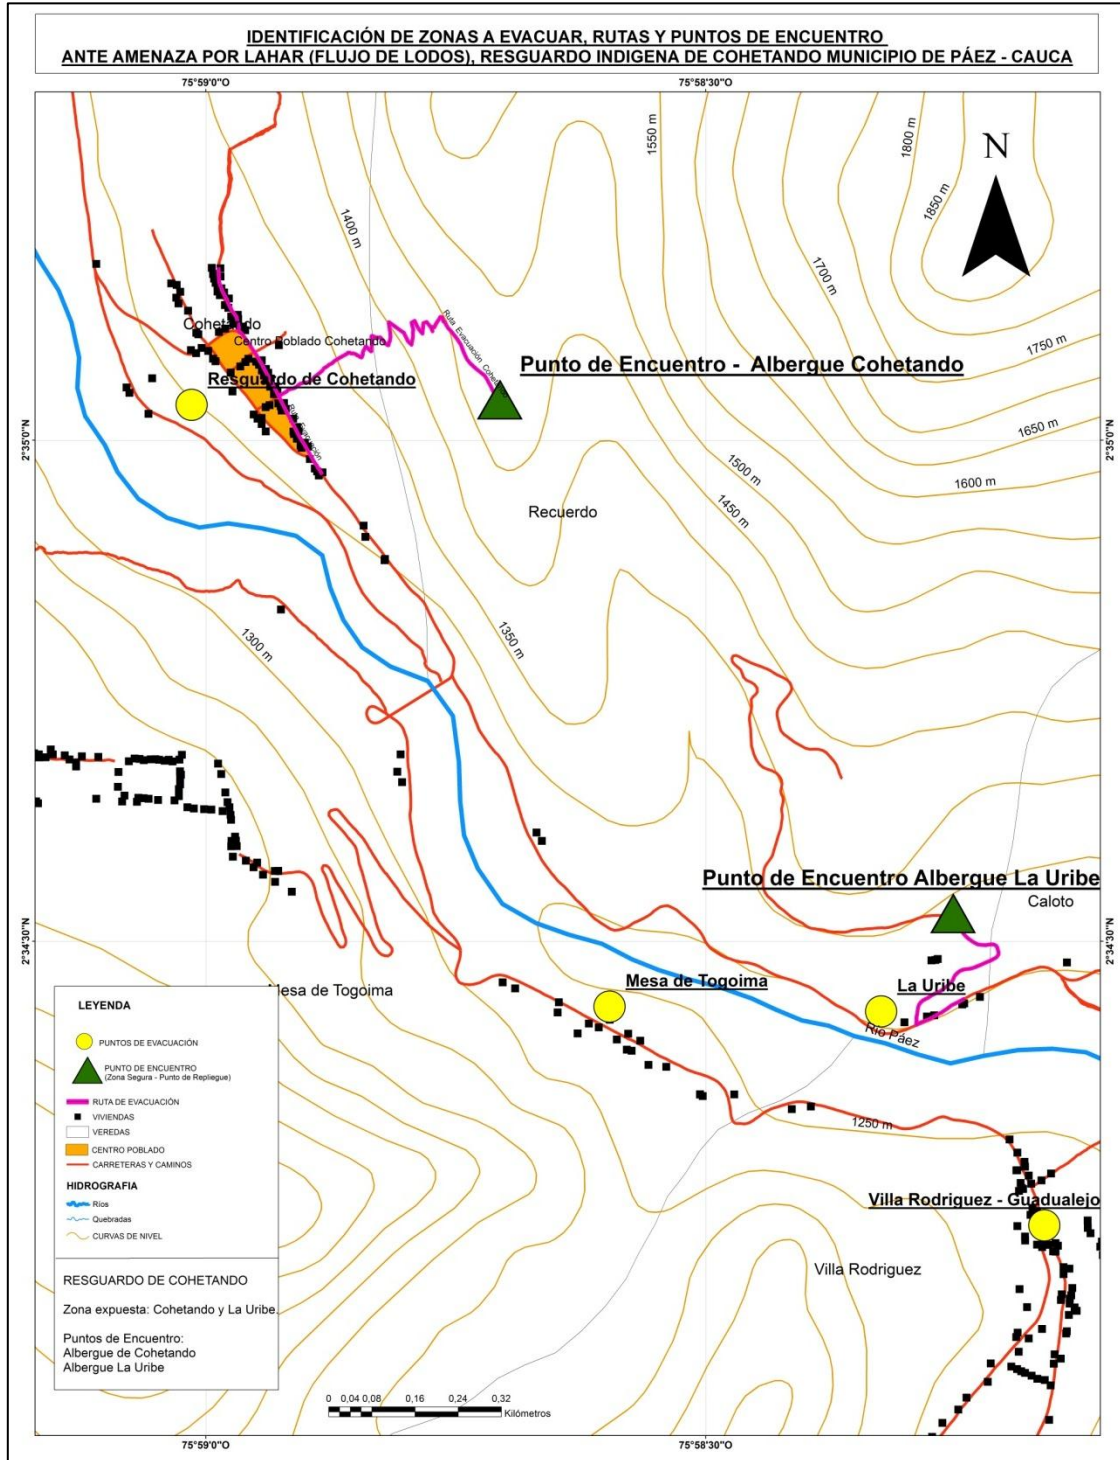 IDENTIFICACIÓN DE ZONAS A EVACUAR, RUTAS Y PUNTOS DE ENCUENTRO
ANTE AMENAZA POR LAHAR (FLUJO DE LODOS), RESGUARDO INDIGENA DE COHETANDO MUNICIPIO DE PÁEZ - CAUCA
75°59'0"O
75°58'30"O
1550 m
1800 m
N
1850 m
1400 m
1700 m
Cohetando
Centro Poblado Cohetando
Ruta Evacuación Cohetando
1750 m
Punto de Encuentro - Albergue Cohetando
Resguardo de Cohetando
Ruta Evacuación
2°35'0"N
2°35'0"N
1650 m
1500 m
1600 m
1450 m
Recuerdo
1350 m
1300 m
Punto de Encuentro Albergue La Uribe
Caloto
2°34'30"N
2°34'30"N
Mesa de Togoima
Mesa de Togoima
La Uribe
Río Páez
1250 m
Villa Rodriguez - Guadualejo
Villa Rodriguez
LEYENDA
PUNTOS DE EVACUACIÓN
PUNTO DE ENCUENTRO
(Zona Segura - Punto de Repliegue)
RUTA DE EVACUACIÓN
VIVIENDAS
VEREDAS
CENTRO POBLADO
CARRETERAS Y CAMINOS
HIDROGRAFIA
Ríos
Quebradas
CURVAS DE NIVEL
RESGUARDO DE COHETANDO
Zona expuesta: Cohetando y La Uribe.
Puntos de Encuentro:
Albergue de Cohetando
Albergue La Uribe
0 0,04 0,08 0,16 0,24 0,32
Kilómetros
75°59'0"O
75°58'30"O